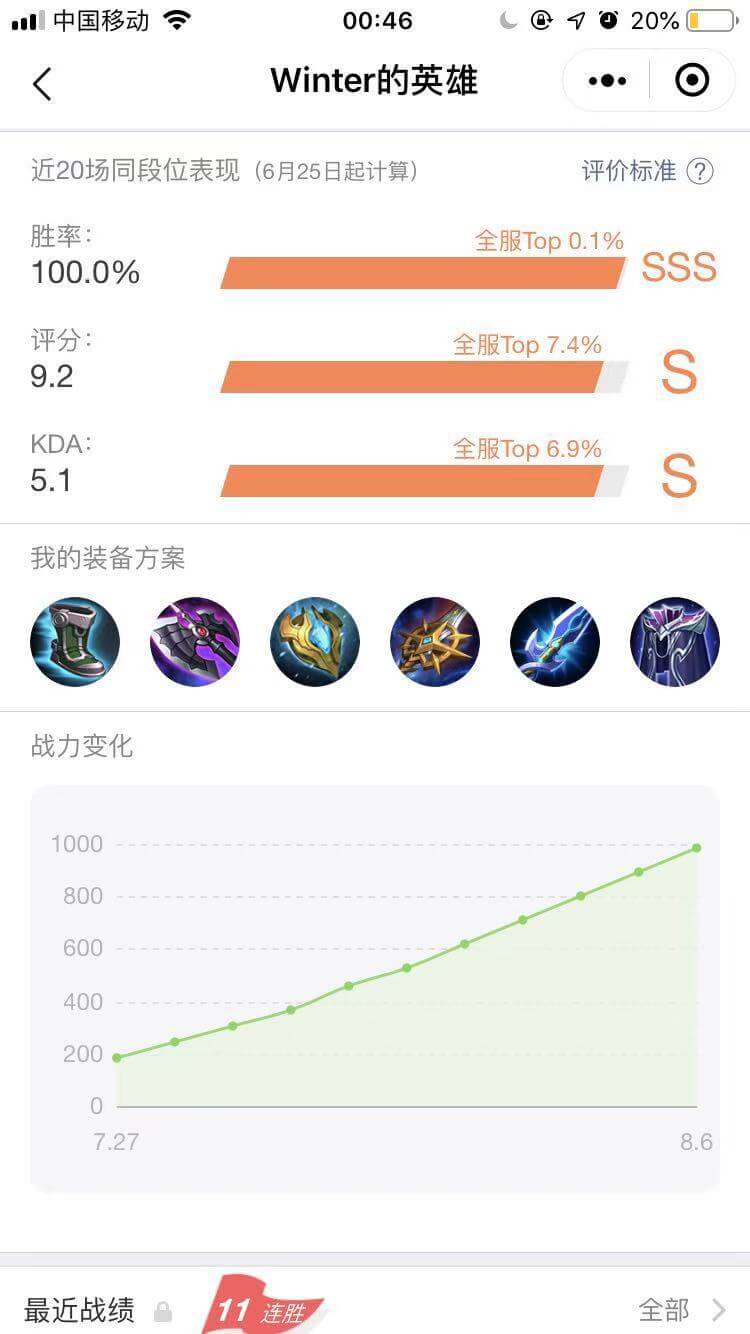 中国移动 00:46 20%
Winter的英雄
近20场同段位表现（6月25日起计算） 评价标准 ?
胜率:
全服Top 0.1%
100.0% SSS
评分:
全服Top 7.4%
9.2 S
KDA:
全服Top 6.9%
5.1 S
我的装备方案
战力变化
1000
800
600
400
200
0
7.27 8.6
最近战绩 11 连胜 全部